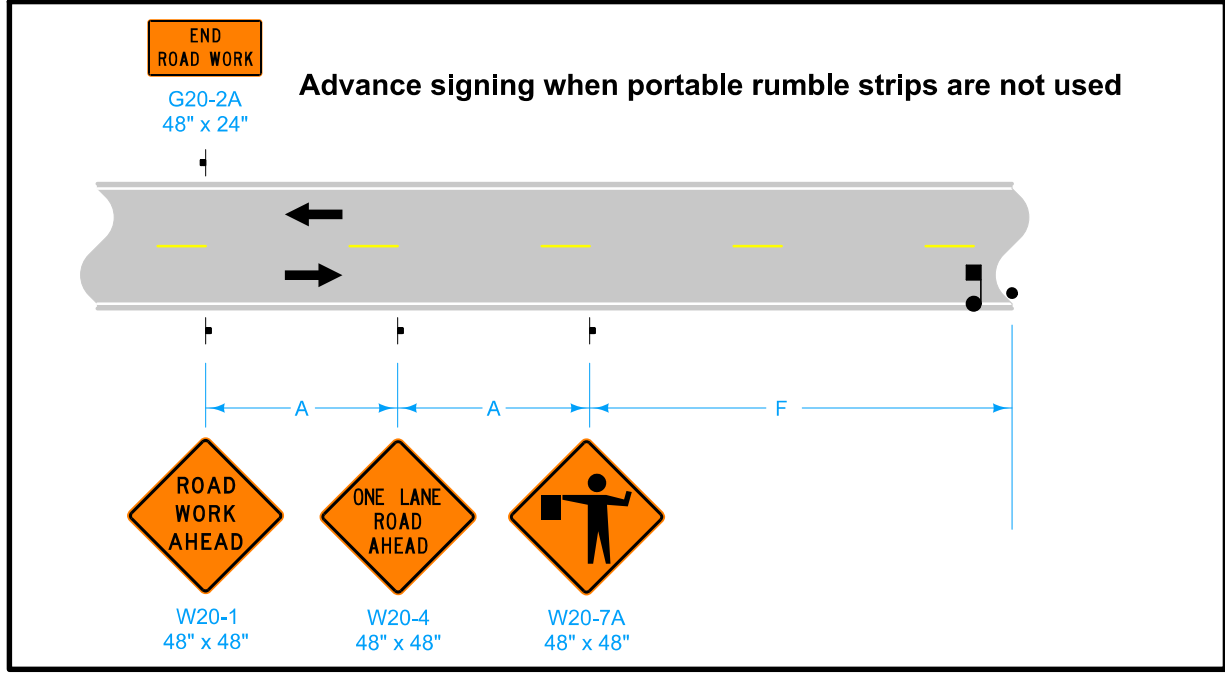 END
ROAD WORK
G20-2A
48" x 24"
Advance signing when portable rumble strips are not used
A
A
F
ROAD
WORK
AHEAD
W20-1
48" x 48"
ONE LANE
ROAD
AHEAD
W20-4
48" x 48"
W20-7A
48" x 48"